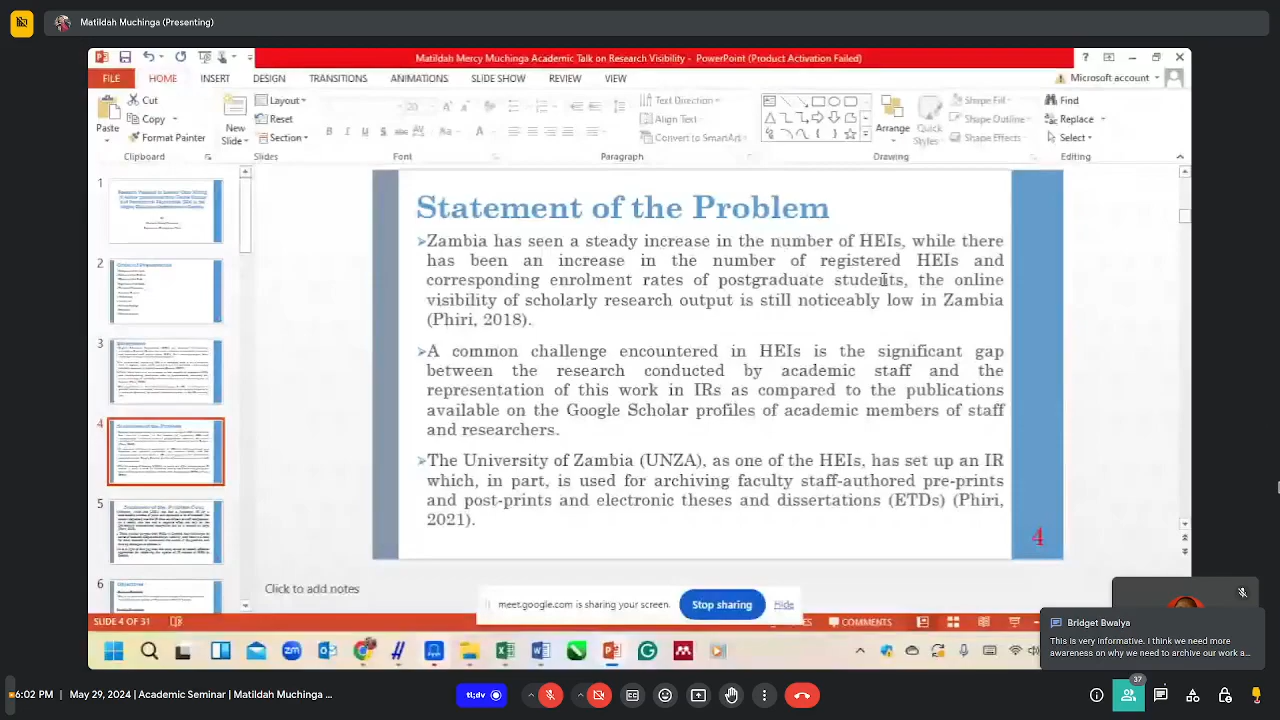 Matildah Muchinga (Presenting)
Matildah Mercy Muchinga Academic Talk on Research Visibility - PowerPoint (Product Activation Failed)
FILE HOME INSERT DESIGN TRANSITIONS ANIMATIONS SLIDE SHOW REVIEW VIEW Microsoft account
Cut Layout 20 Text Direction Shape Fill Find
Copy Reset Align Text Shape Outline Replace
Paste Format Painter New Slide Section Convert to SmartArt Arrange Quick Styles Shape Effects Select
Clipboard Slides Font Paragraph Drawing Editing
1
2
3
4
5
6
Statement of the Problem
➢Zambia has seen a steady increase in the number of HEIs, while there
has been an increase in the number of registered HEIs and
corresponding enrolment rates of postgraduate students, the online
visibility of scholarly research output is still noticeably low in Zambia
(Phiri, 2018).
➢A common challenge encountered in HEIs is the significant gap
between the research conducted by academic staff and the
representation of this work in IRs as compared to the publications
available on the Google Scholar profiles of academic members of staff
and researchers.
➢The University of Zambia (UNZA), as one of the HEIs, has set up an IR
which, in part, is used for archiving faculty staff-authored pre-prints
and post-prints and electronic theses and dissertations (ETDs) (Phiri,
2021).
4
Click to add notes
meet.google.com is sharing your screen. Stop sharing Hide
SLIDE 4 OF 31 COMMENTS
Bridget Bwalya
This is very informative. I think we need more
awareness on why we need to archive our work a...
6:02 PM | May 29, 2024 | Academic Seminar | Matildah Muchinga ...
tl;dv
37